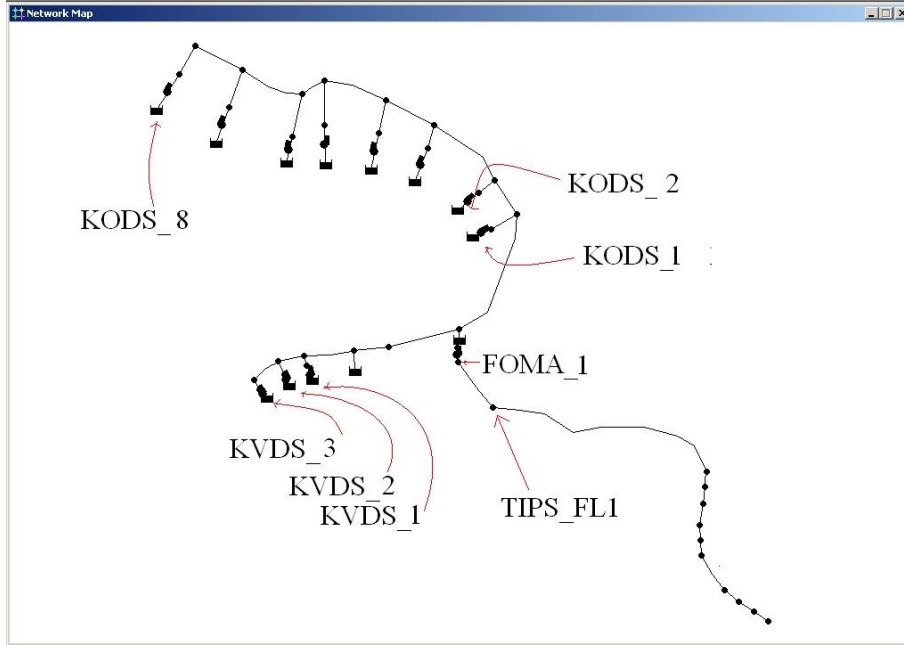 Network Map
KODS_2
KODS_8
KODS_1
FOMA_1
KVDS_3
KVDS_2
KVDS_1
TIPS_FL1